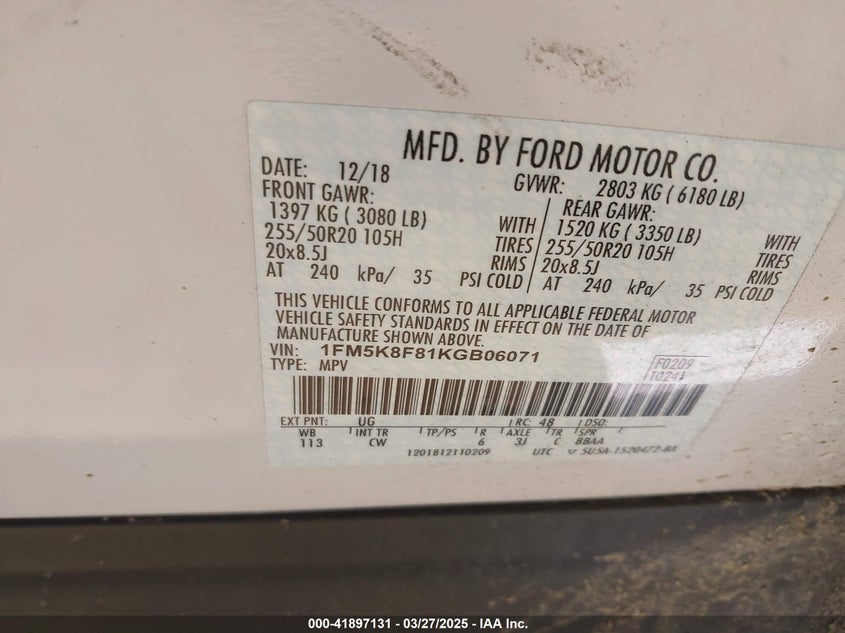 MFD. BY FORD MOTOR CO.
DATE: 12/18 GVWR: 2803 KG ( 6180 LB)
FRONT GAWR: REAR GAWR:
1397 KG ( 3080 LB) WITH 1520 KG ( 3350 LB) WITH
255/50R20 105H TIRES 255/50R20 105H TIRES
20x8.5J RIMS 20x8.5J RIMS
AT 240 kPa/ 35 PSI COLD AT 240 kPa/ 35 PSI COLD
THIS VEHICLE CONFORMS TO ALL APPLICABLE FEDERAL MOTOR
VEHICLE SAFETY STANDARDS IN EFFECT ON THE DATE OF
MANUFACTURE SHOWN ABOVE.
VIN: 1FM5K8F81KGB06071 F0209
TYPE: MPV T0241
EXT PNT: UG RC: 48 DSO:
WB INT TR TP/PS R AXLE TR SPR
113 CW 6 3J E BBAA
1201812110209 UTC
000-41897131 - 03/27/2025 - IAA Inc.